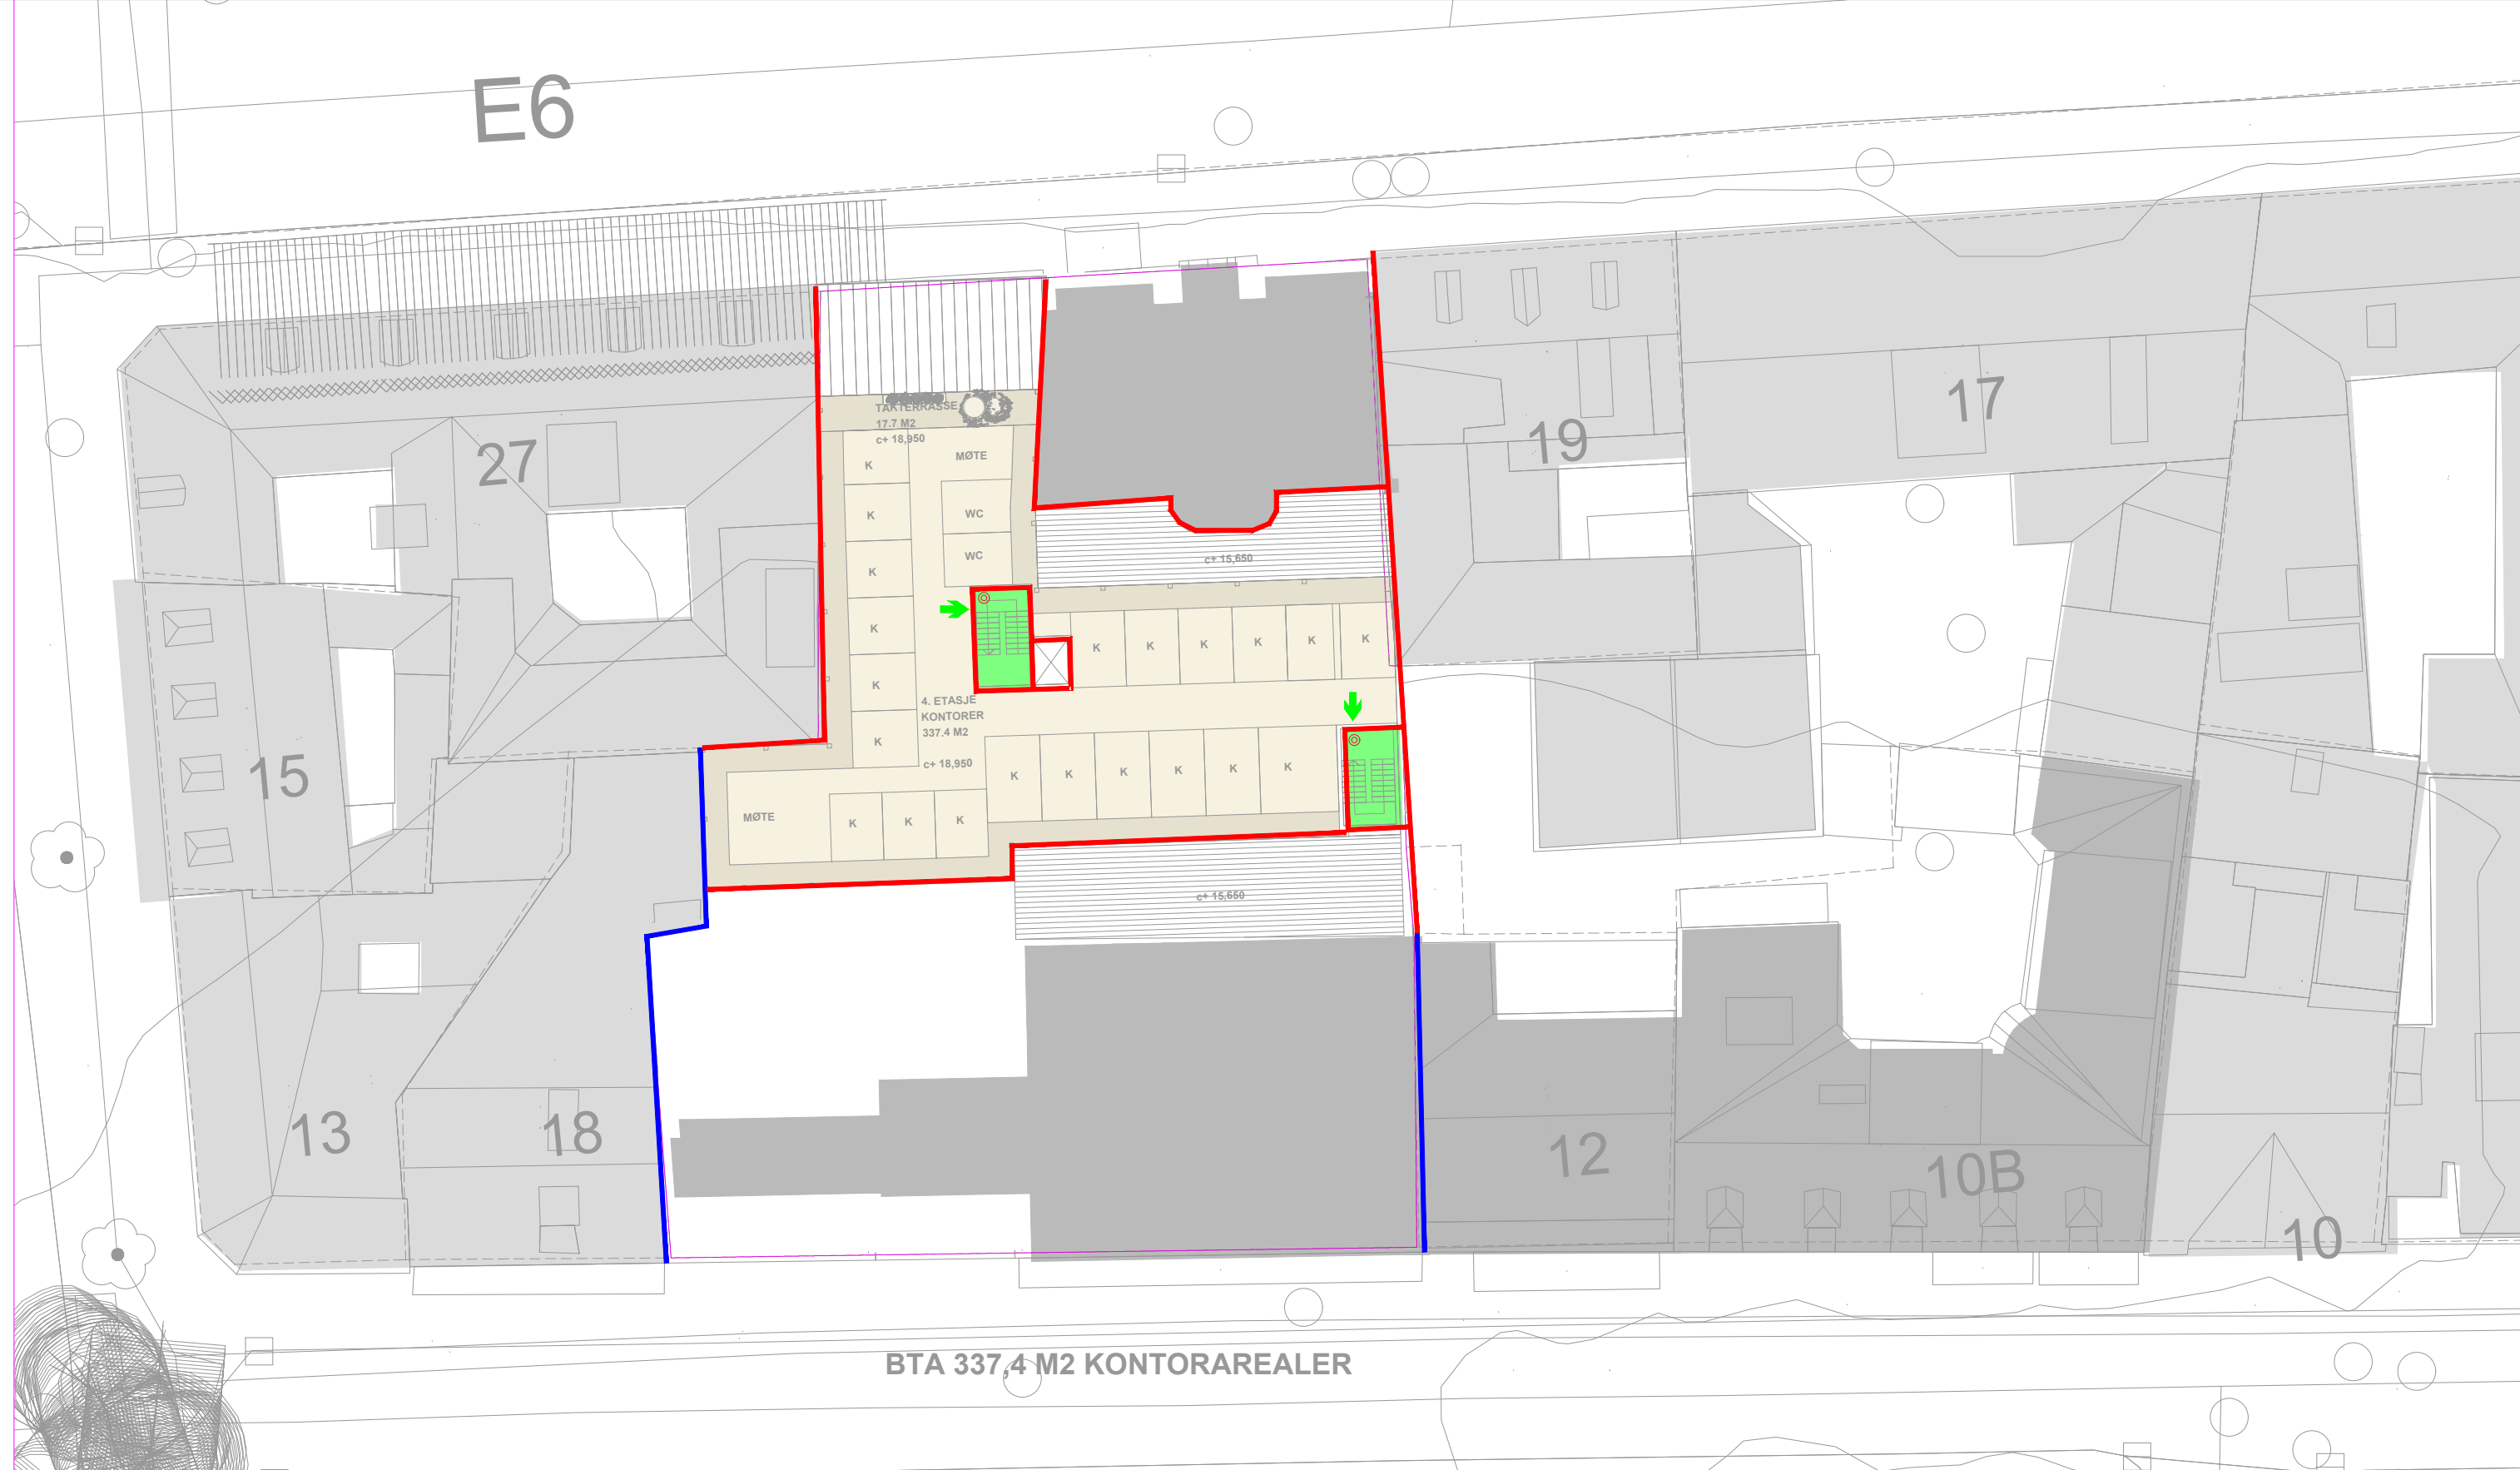 E6
TAKTERRASSE
17.7 M2
c+ 18,950
K
MØTE
K
WC
K
WC
K
K
K
c+ 15,650
K
K
K
K
K
K
4. ETASJE
KONTORER
337.4 M2
c+ 18,950
K
K
K
K
K
K
MØTE
K
K
K
c+ 15,650
27
19
17
15
13
18
12
10B
10
BTA 337,4 M2 KONTORAREALER